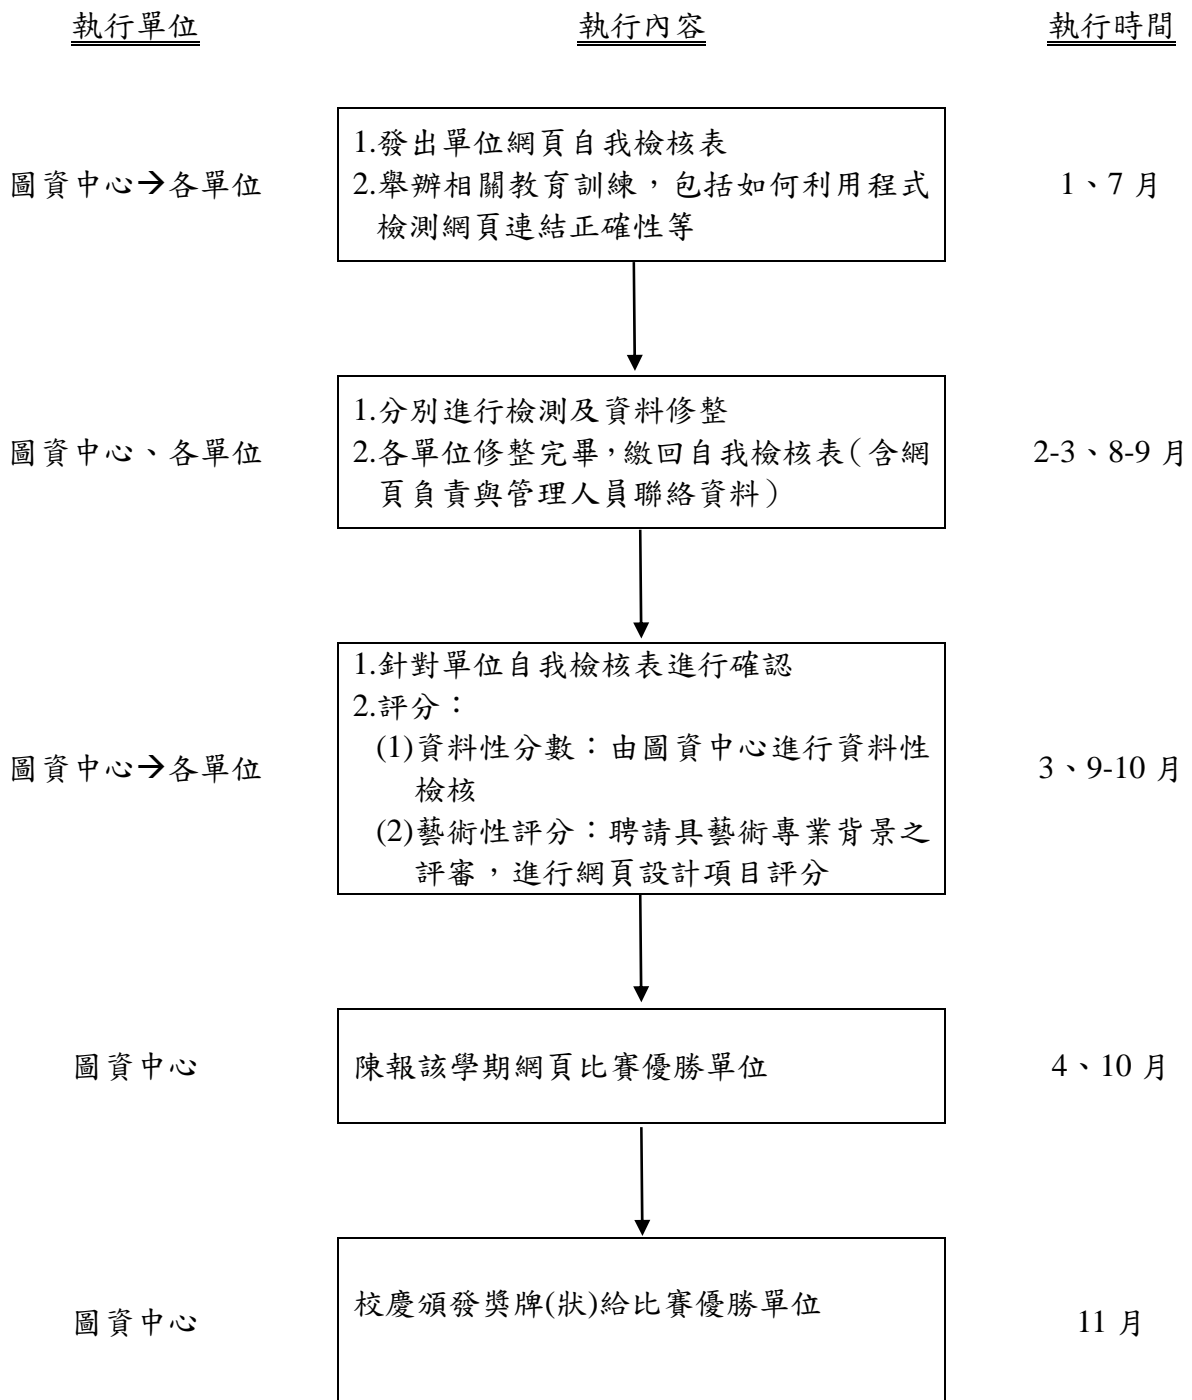 執行單位 執行內容 執行時間
1.發出單位網頁自我檢核表
圖資中心→各單位 2.舉辦相關教育訓練，包括如何利用程式 1、7 月
檢測網頁連結正確性等
1.分別進行檢測及資料修整
圖資中心、各單位 2.各單位修整完畢，繳回自我檢核表（含網 2-3、8-9 月
頁負責與管理人員聯絡資料）
1.針對單位自我檢核表進行確認
2.評分：
(1)資料性分數：由圖資中心進行資料性
圖資中心→各單位 3、9-10 月
檢核
(2)藝術性評分：聘請具藝術專業背景之
評審，進行網頁設計項目評分
圖資中心 陳報該學期網頁比賽優勝單位 4、10 月
校慶頒發獎牌(狀)給比賽優勝單位
圖資中心 11 月